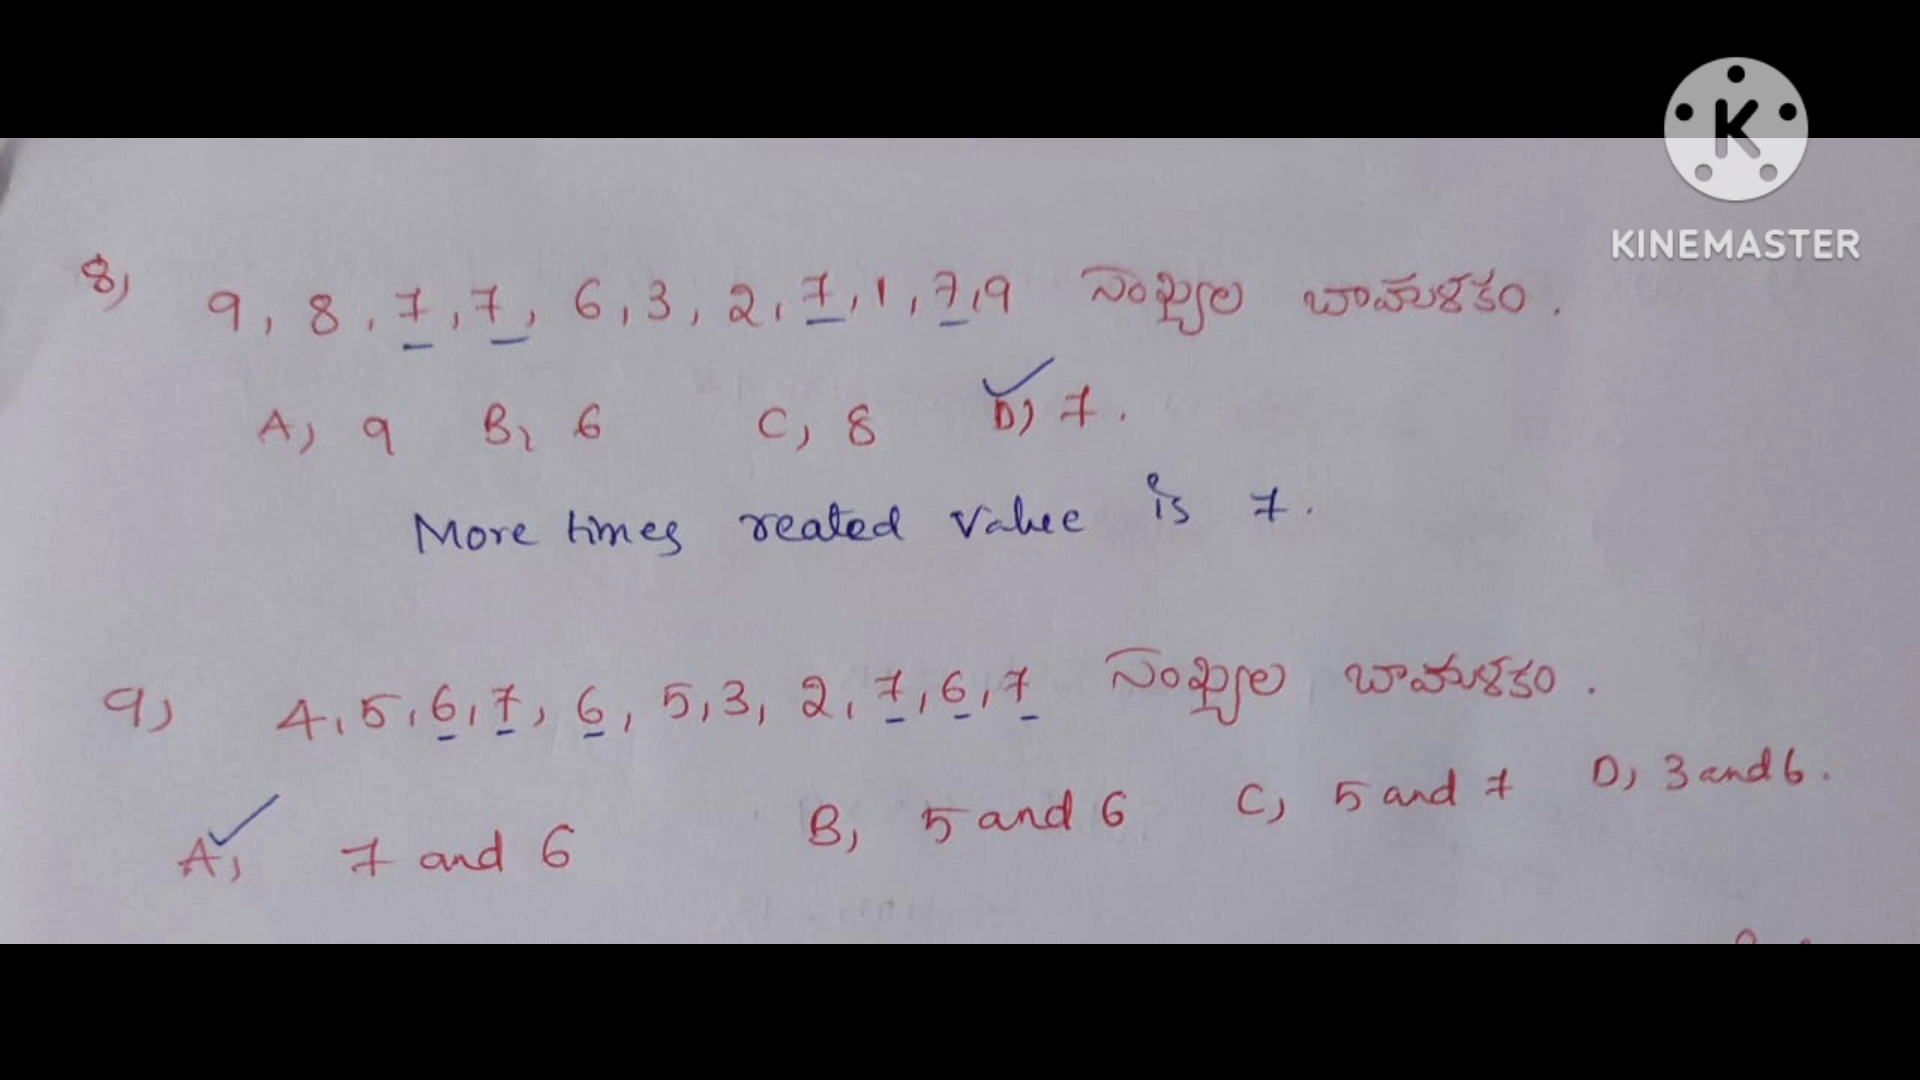 KINEMASTER
8) 9, 8, 7, 7, 6, 3, 2, 7, 1, 7, 9 సంఖ్యల బాహుళకం.
A) 9 B) 6 C) 8 D) 7.
More times reated value is 7.
9) 4, 5, 6, 7, 6, 5, 3, 2, 7, 6, 7 సంఖ్యల బాహుళకం.
A) 7 and 6 B) 5 and 6 C) 5 and 7 D) 3 and 6.